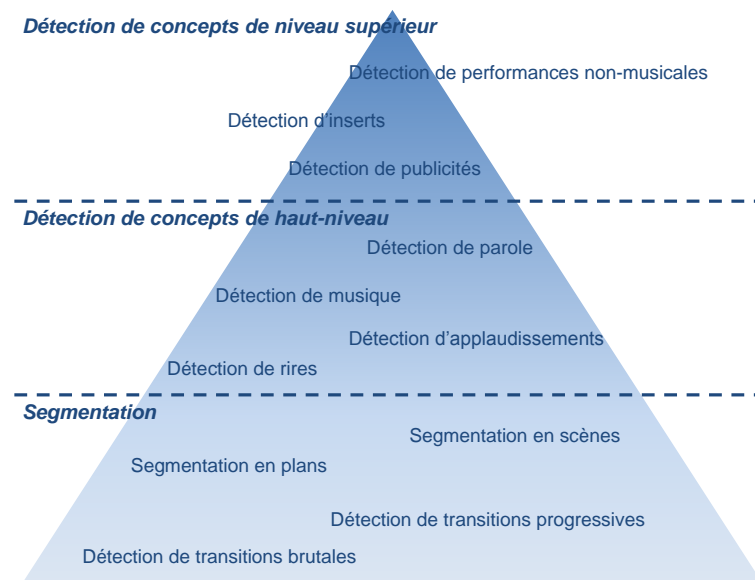 Détection de concepts de niveau supérieur
Détection de performances non-musicales
Détection d'inserts
Détection de publicités
Détection de concepts de haut-niveau
Détection de parole
Détection de musique
Détection d'applaudissements
Détection de rires
Segmentation
Segmentation en scènes
Segmentation en plans
Détection de transitions progressives
Détection de transitions brutales